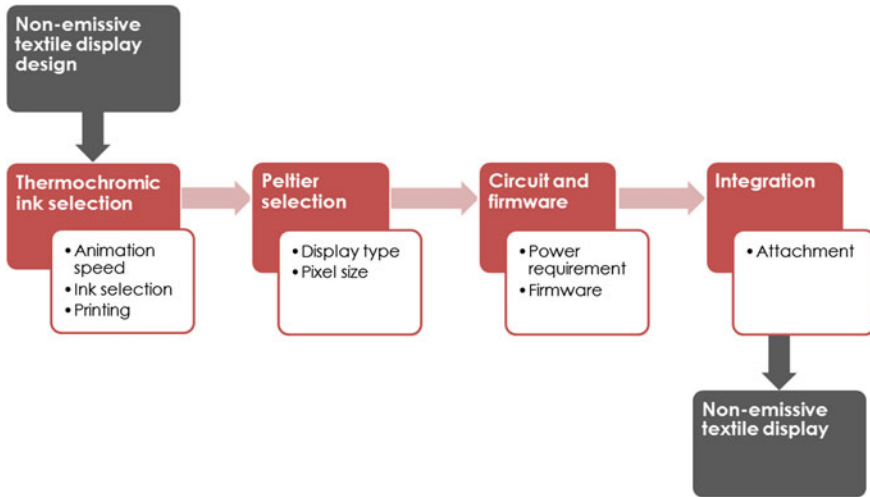 Non-emissive
textile display
design
Thermochromic
ink selection
• Animation
speed
• Ink selection
• Printing
Peltier
selection
• Display type
• Pixel size
Circuit and
firmware
• Power
requirement
• Firmware
Integration
• Attachment
Non-emissive
textile display